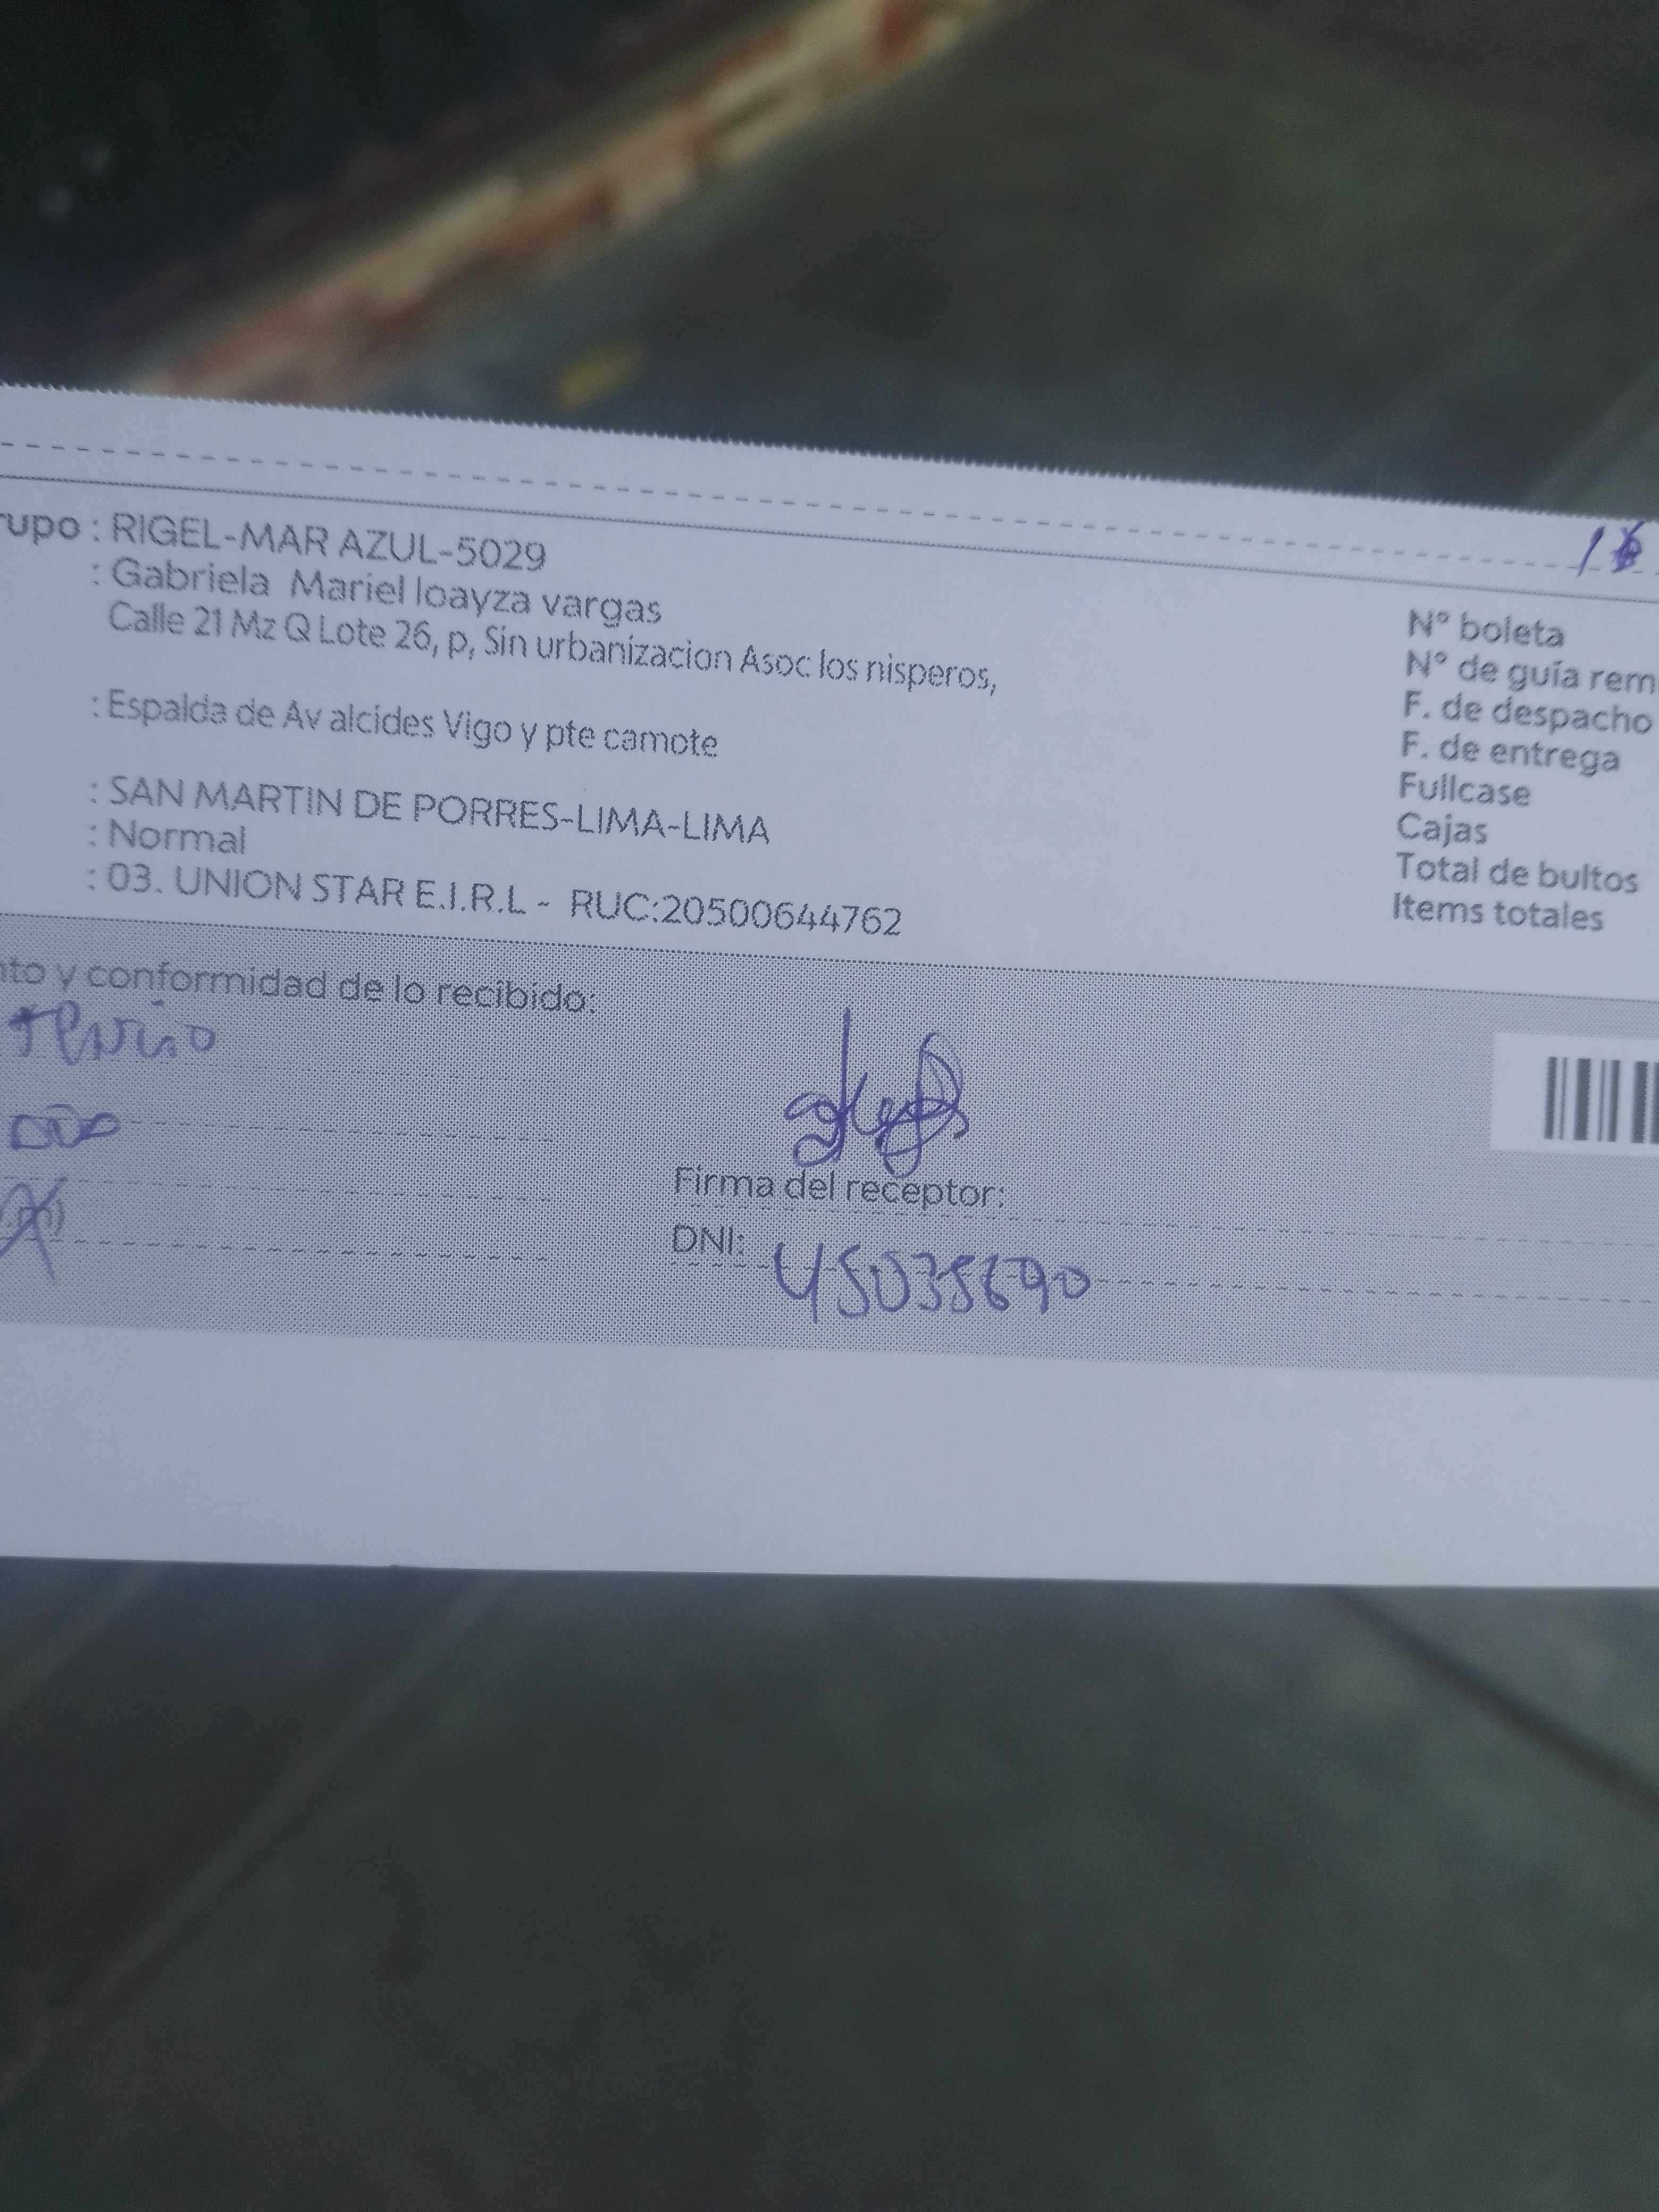 rupo : RIGEL-MAR AZUL-5029
: Gabriela Mariel loayza vargas
Calle 21 Mz Q Lote 26, p, Sin urbanizacion Asoc los nisperos,
: Espalda de Av alcides Vigo y pte camote
: SAN MARTIN DE PORRES-LIMA-LIMA
: Normal
: 03. UNION STAR E.I.R.L - RUC:20500644762
N° boleta
N° de guía rem
F. de despacho
F. de entrega
Fullcase
Cajas
Total de bultos
Items totales
nto y conformidad de lo recibido:
Firma del receptor:
DNI: 45035690